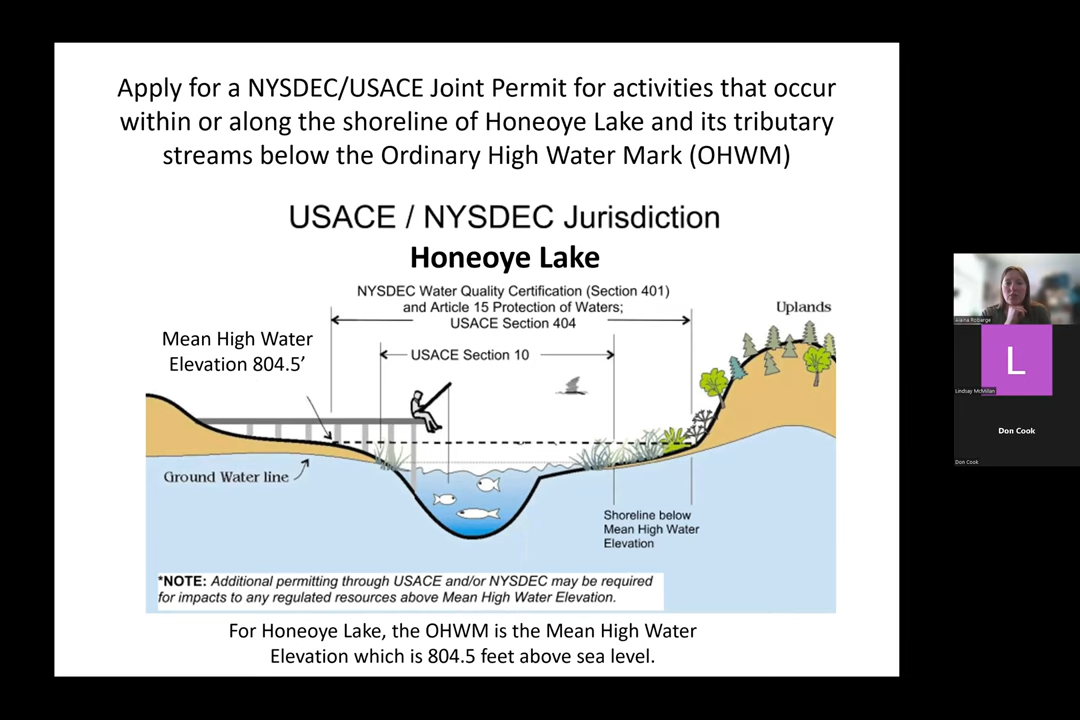 Apply for a NYSDEC/USACE Joint Permit for activities that occur
within or along the shoreline of Honeoye Lake and its tributary
streams below the Ordinary High Water Mark (OHWM)
USACE / NYSDEC Jurisdiction
Honeoye Lake
NYSDEC Water Quality Certification (Section 401)
and Article 15 Protection of Waters;
USACE Section 404
Uplands
Mean High Water
Elevation 804.5’
USACE Section 10
Ground Water line
Shoreline below
Mean High Water
Elevation
*NOTE: Additional permitting through USACE and/or NYSDEC may be required
for impacts to any regulated resources above Mean High Water Elevation.
For Honeoye Lake, the OHWM is the Mean High Water
Elevation which is 804.5 feet above sea level.
Alaina Robarge
L
Lindsay McMillan
Don Cook
Don Cook